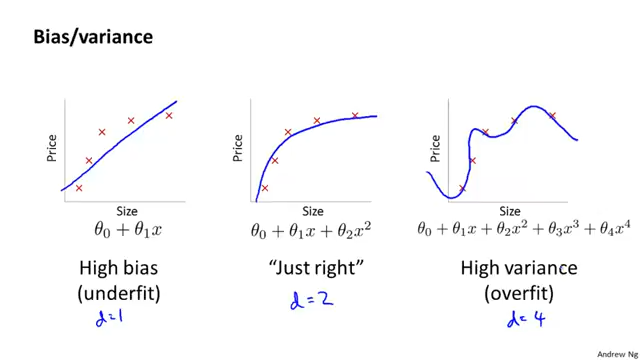 Bias/variance
Price
Size
θ₀ + θ₁x
High bias
(underfit)
d=1
Price
Size
θ₀ + θ₁x + θ₂x²
“Just right”
d=2
Price
Size
θ₀ + θ₁x + θ₂x² + θ₃x³ + θ₄x⁴
High variance
(overfit)
d=4
Andrew Ng